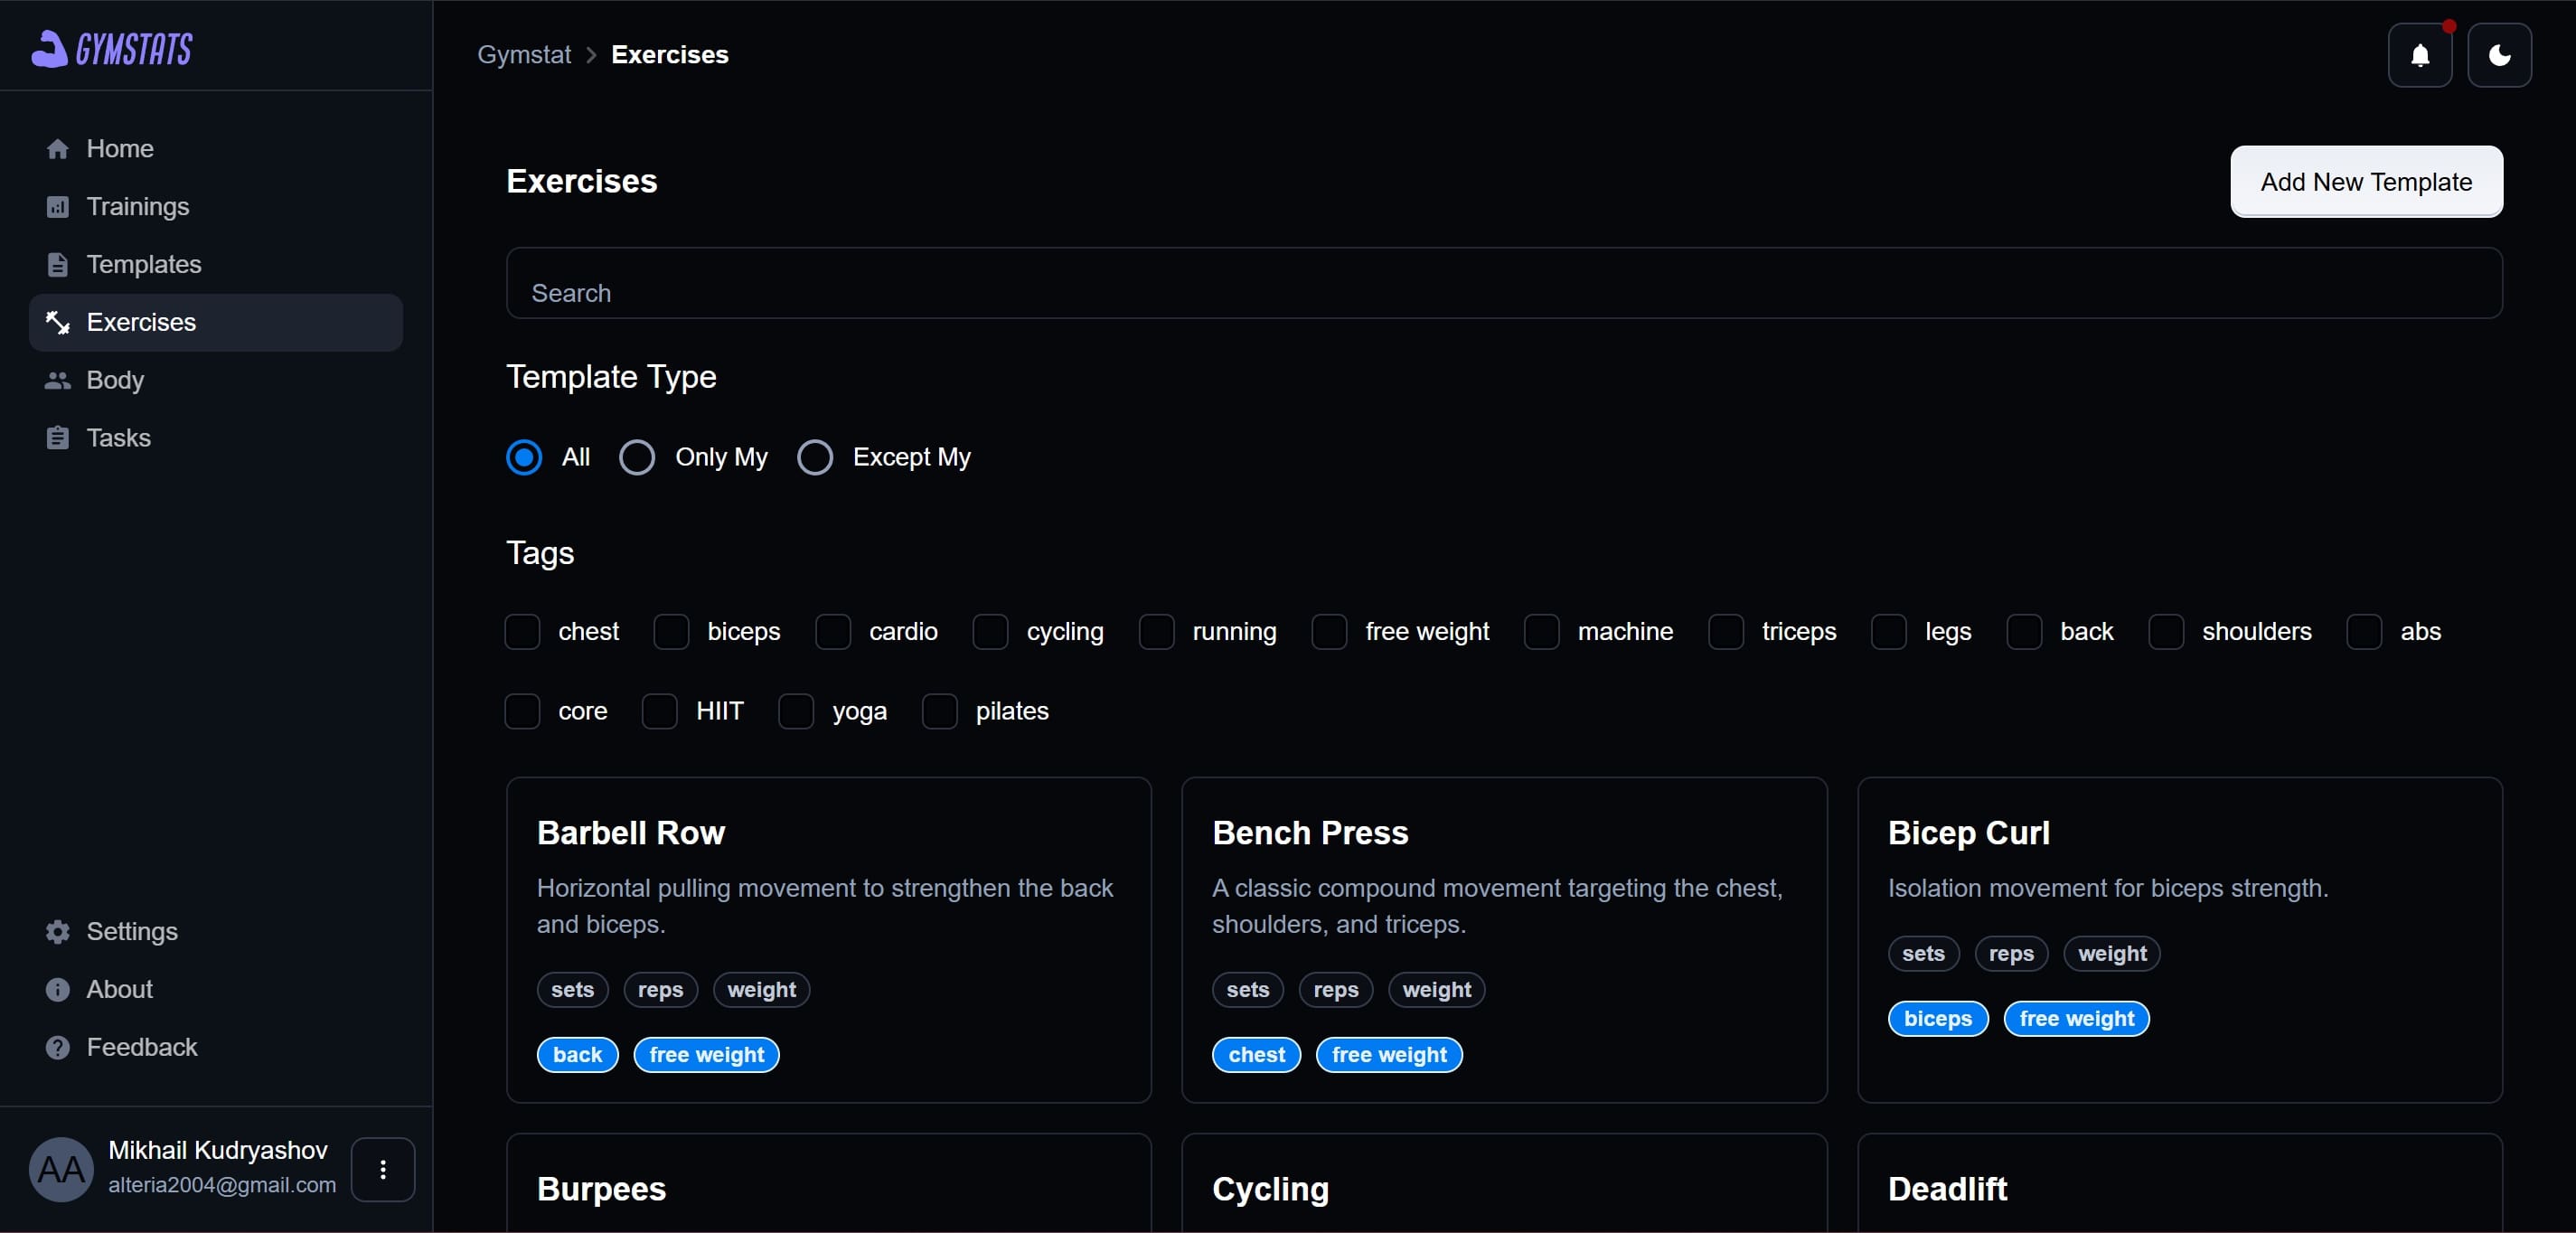 GYMSTATS
Home
Trainings
Templates
Exercises
Body
Tasks
Settings
About
Feedback
AA
Mikhail Kudryashov
alteria2004@gmail.com
Gymstat > Exercises
Exercises
Add New Template
Search
Template Type
All Only My Except My
Tags
chest biceps cardio cycling running free weight machine triceps legs back shoulders abs
core HIIT yoga pilates
Barbell Row
Horizontal pulling movement to strengthen the back
and biceps.
sets reps weight
back free weight
Bench Press
A classic compound movement targeting the chest,
shoulders, and triceps.
sets reps weight
chest free weight
Bicep Curl
Isolation movement for biceps strength.
sets reps weight
biceps free weight
Burpees
Cycling
Deadlift